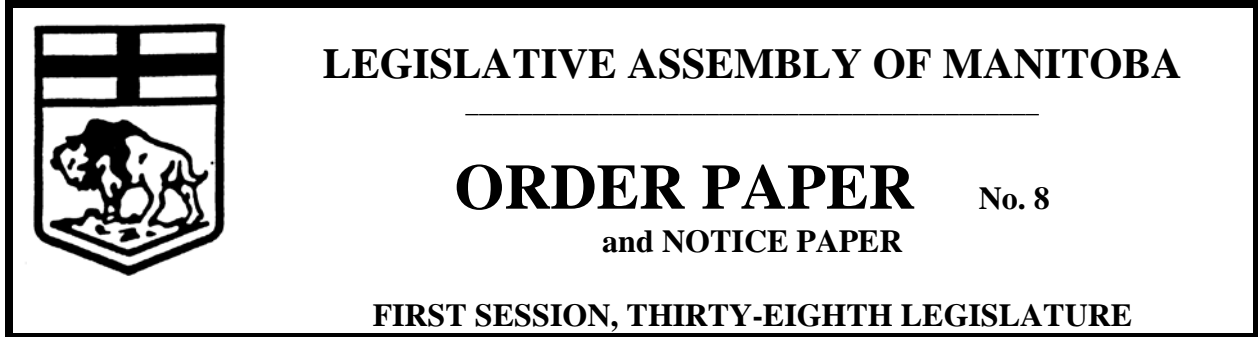 LEGISLATIVE ASSEMBLY OF MANITOBA
ORDER PAPER No. 8
and NOTICE PAPER
FIRST SESSION, THIRTY-EIGHTH LEGISLATURE